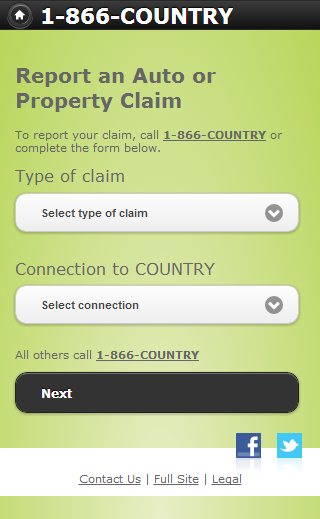 1-866-COUNTRY
Report an Auto or
Property Claim
To report your claim, call 1-866-COUNTRY or
complete the form below.
Type of claim
Select type of claim
Connection to COUNTRY
Select connection
All others call 1-866-COUNTRY
Next
Contact Us | Full Site | Legal